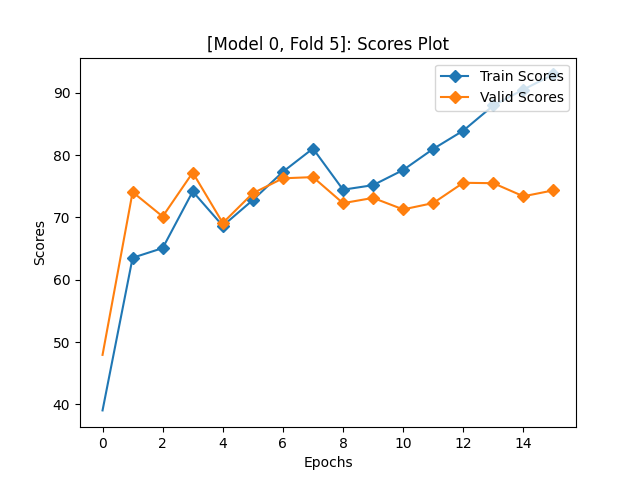 [Model 0, Fold 5]: Scores Plot
Train Scores
Valid Scores
90
80
70
60
50
40
Scores
0 2 4 6 8 10 12 14
Epochs